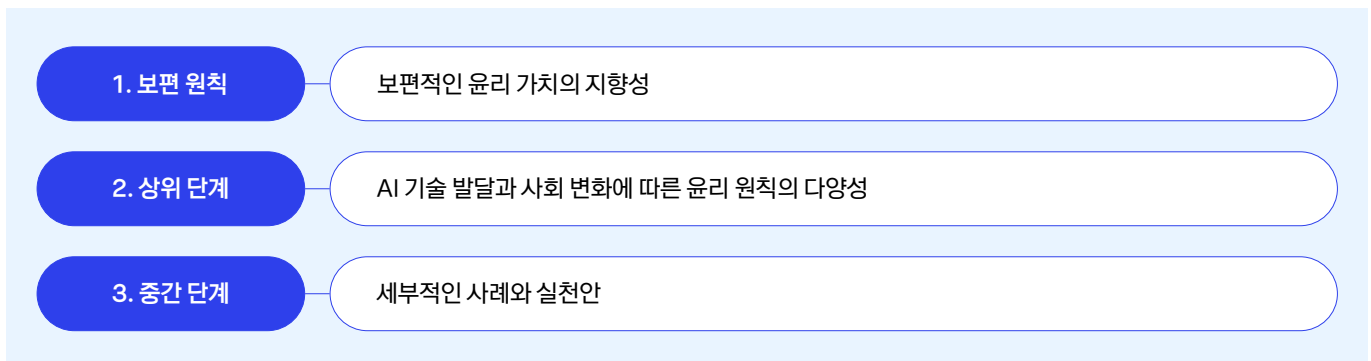 1. 보편 원칙
보편적인 윤리 가치의 지향성
2. 상위 단계
AI 기술 발달과 사회 변화에 따른 윤리 원칙의 다양성
3. 중간 단계
세부적인 사례와 실천안